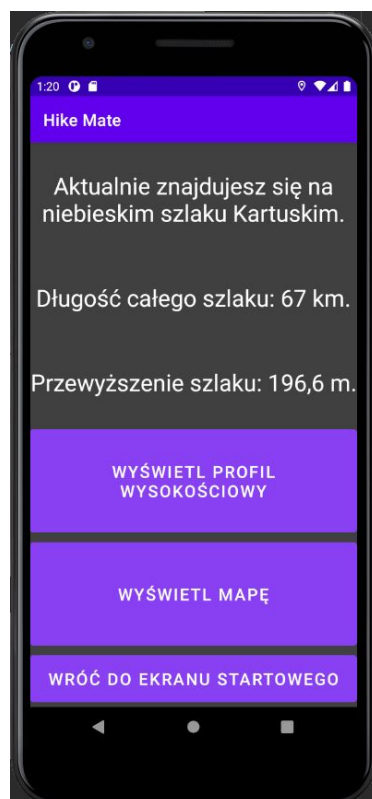 1:20
Hike Mate
Aktualnie znajdujesz się na
niebieskim szlaku Kartuskim.
Długość całego szlaku: 67 km.
Przewyższenie szlaku: 196,6 m.
WYŚWIETL PROFIL
WYSOKOŚCIOWY
WYŚWIETL MAPĘ
WRÓĆ DO EKRANU STARTOWEGO